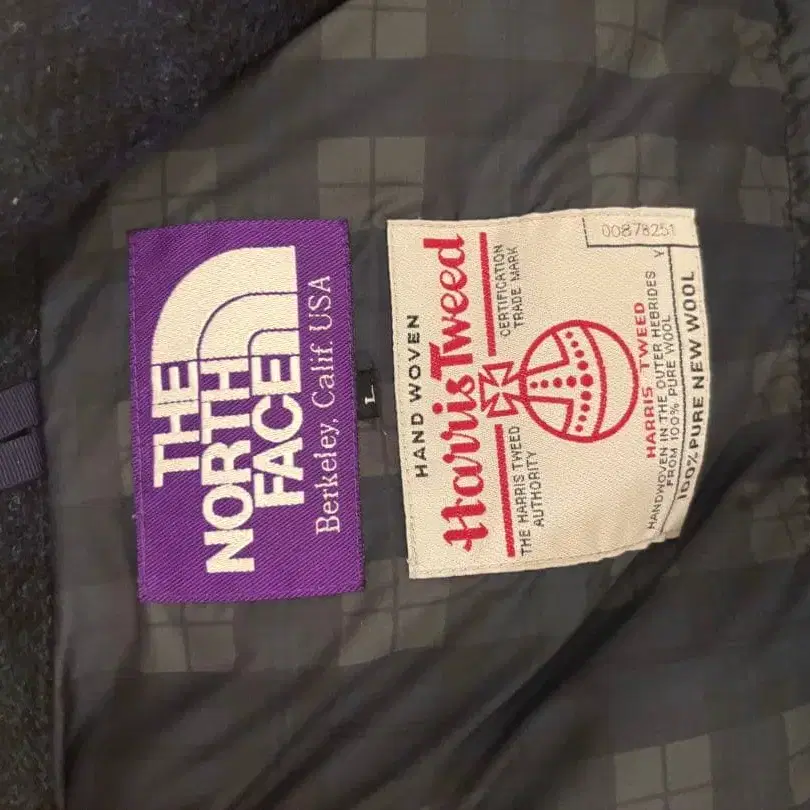 THE
NORTH
FACE
Berkeley, Calif. USA
L
HAND WOVEN
Harris Tweed
THE HARRIS TWEED
AUTHORITY
CERTIFICATION
TRADE MARK
HARRIS TWEED
HANDWOVEN IN THE OUTER HEBRIDES
FROM 100% PURE WOOL
100% PURE NEW WOOL
Y
00878251